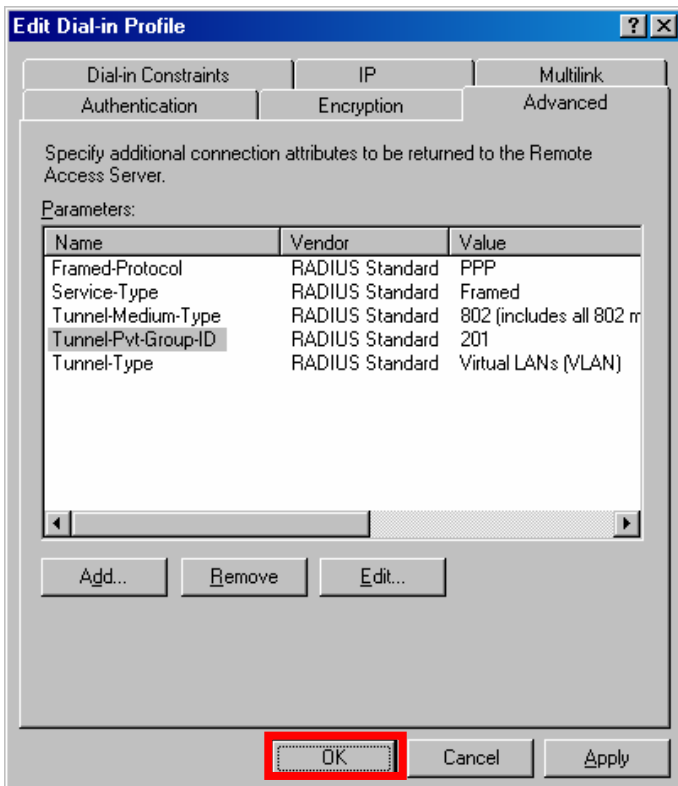 Edit Dial-in Profile
Dial-in Constraints IP Multilink
Authentication Encryption Advanced
Specify additional connection attributes to be returned to the Remote
Access Server.
Parameters:
Name Vendor Value
Framed-Protocol RADIUS Standard PPP
Service-Type RADIUS Standard Framed
Tunnel-Medium-Type RADIUS Standard 802 (includes all 802 m
Tunnel-Pvt-Group-ID RADIUS Standard 201
Tunnel-Type RADIUS Standard Virtual LANs (VLAN)
Add... Remove Edit...
OK Cancel Apply